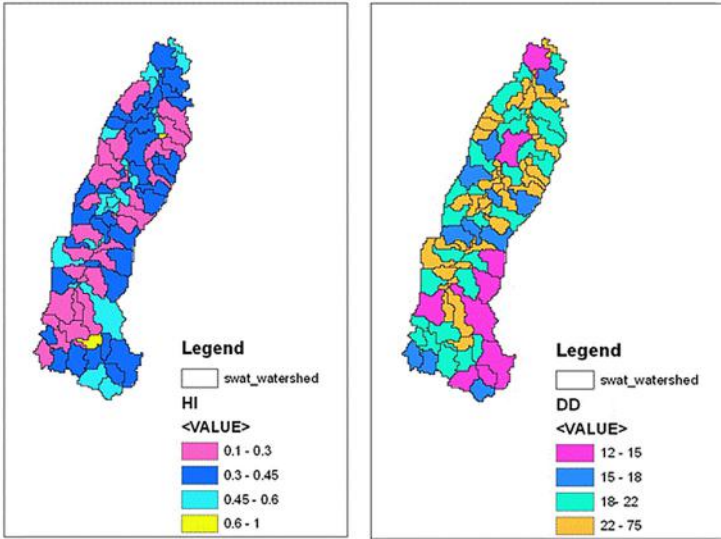 Legend
swat_watershed
HI
<VALUE>
0.1 - 0.3
0.3 - 0.45
0.45 - 0.6
0.6 - 1
Legend
swat_watershed
DD
<VALUE>
12 - 15
15 - 18
18- 22
22 - 75